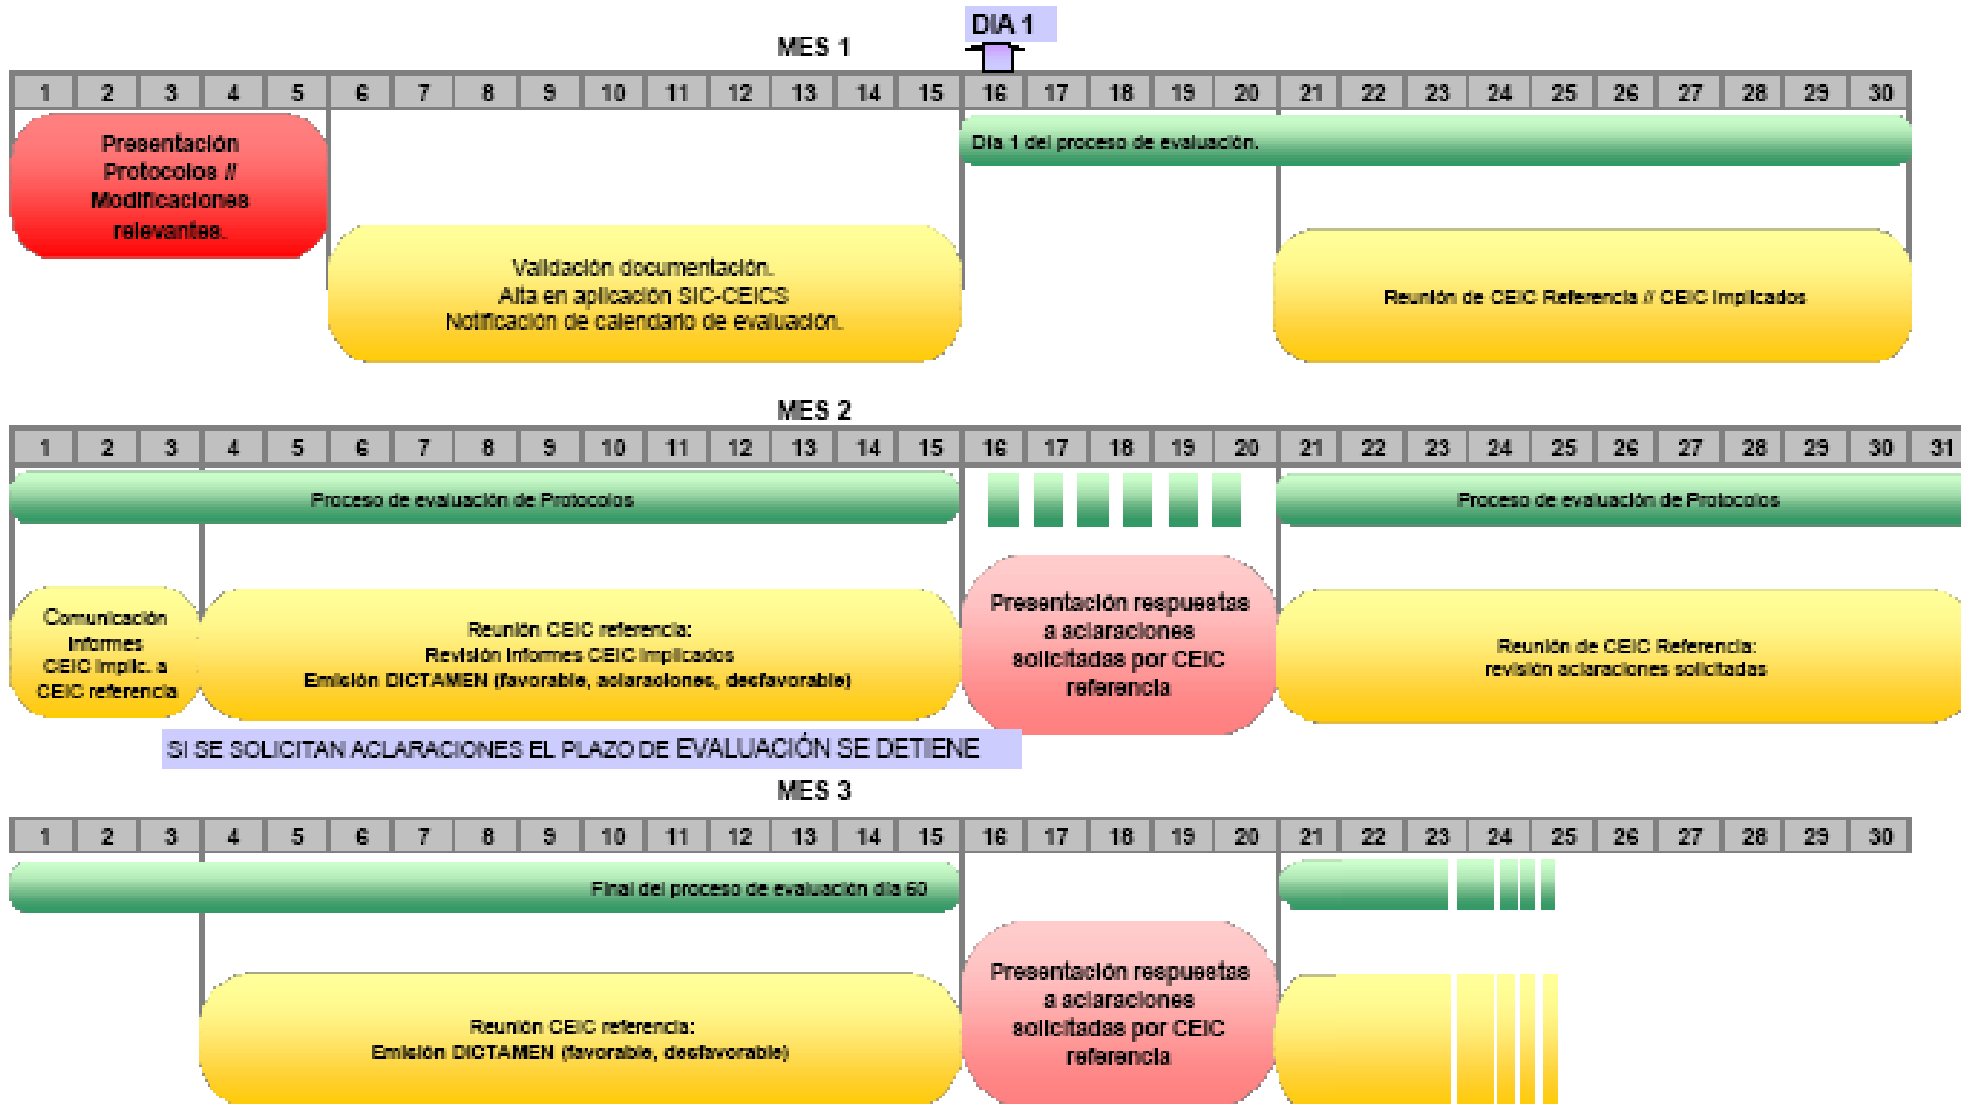 DIA 1
MES 1
1 2 3 4 5 6 7 8 9 10 11 12 13 14 15 16 17 18 19 20 21 22 23 24 25 26 27 28 29 30
Presentación
Protocolos //
Modificaciones
relevantes.
Día 1 del proceso de evaluación.
Validación documentación.
Alta en aplicación SIC-CEICS
Notificación de calendario de evaluación.
Reunión de CEIC Referencia // CEIC Implicados
MES 2
1 2 3 4 5 6 7 8 9 10 11 12 13 14 15 16 17 18 19 20 21 22 23 24 25 26 27 28 29 30 31
Proceso de evaluación de Protocolos
Proceso de evaluación de Protocolos
Comunicación
Informes
CEIC Implic. a
CEIC referencia
Reunión CEIC referencia:
Revisión Informes CEIC Implicados
Emisión DICTAMEN (favorable, aclaraciones, desfavorable)
Presentación respuestas
a aclaraciones
solicitadas por CEIC
referencia
Reunión de CEIC Referencia:
revisión aclaraciones solicitadas
SI SE SOLICITAN ACLARACIONES EL PLAZO DE EVALUACIÓN SE DETIENE
MES 3
1 2 3 4 5 6 7 8 9 10 11 12 13 14 15 16 17 18 19 20 21 22 23 24 25 26 27 28 29 30
Final del proceso de evaluación día 60
Reunión CEIC referencia:
Emisión DICTAMEN (favorable, desfavorable)
Presentación respuestas
a aclaraciones
solicitadas por CEIC
referencia